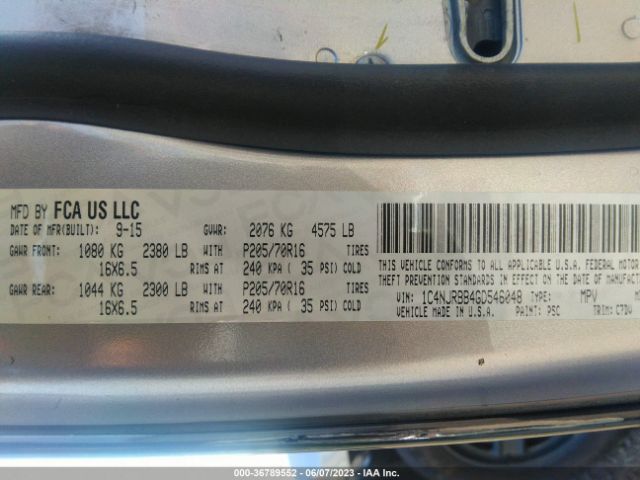 MFD BY FCA US LLC
DATE OF MFR(BUILT): 9-15 GVWR: 2076 KG 4575 LB
GAWR FRONT: 1080 KG 2380 LB WITH P205/70R16 TIRES
16X6.5 RIMS AT 240 KPA ( 35 PSI) COLD
GAWR REAR: 1044 KG 2300 LB WITH P205/70R16 TIRES
16X6.5 RIMS AT 240 KPA ( 35 PSI) COLD
THIS VEHICLE CONFORMS TO ALL APPLICABLE U.S.A. FEDERAL MOTOR
THEFT PREVENTION STANDARDS IN EFFECT ON THE DATE OF MANUFACT
VIN: 1C4NJRBB4GD546048 TYPE: MPV
VEHICLE MADE IN U.S.A. PAINT: PSC TRIM: C7DV
000-36789552 | 06/07/2023 | IAA Inc.